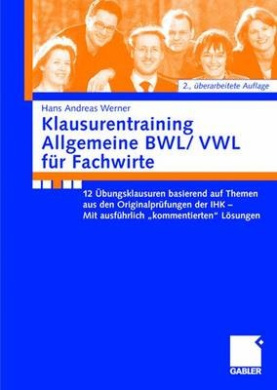 2., überarbeitete Auflage
Hans Andreas Werner
Klausurentraining
Allgemeine BWL/ VWL
für Fachwirte
12 Übungsklausuren basierend auf Themen
aus den Originalprüfungen der IHK –
Mit ausführlich „kommentierten“ Lösungen
GABLER